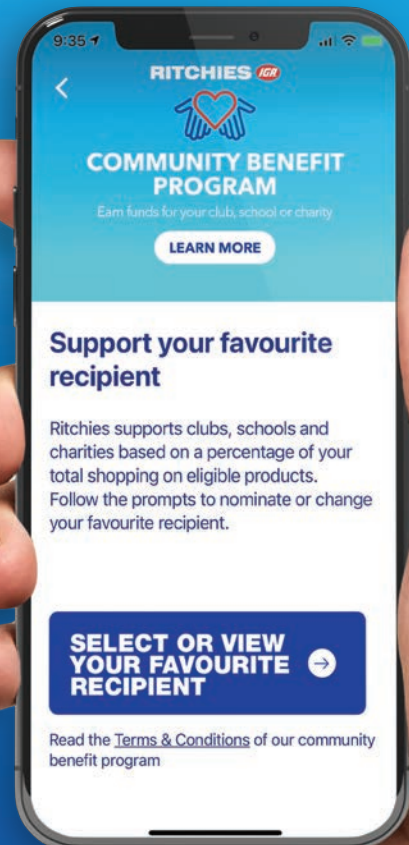 9:35
RITCHIES IGA
COMMUNITY BENEFIT
PROGRAM
Earn funds for your club, school or charity
LEARN MORE
Support your favourite
recipient
Ritchies supports clubs, schools and
charities based on a percentage of your
total shopping on eligible products.
Follow the prompts to nominate or change
your favourite recipient.
SELECT OR VIEW
YOUR FAVOURITE
RECIPIENT
Read the Terms & Conditions of our community
benefit program